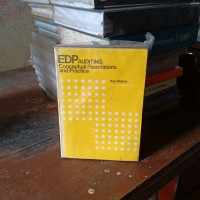 EDP AUDITING
Conceptual Foundations
and Practice
Ron Weber